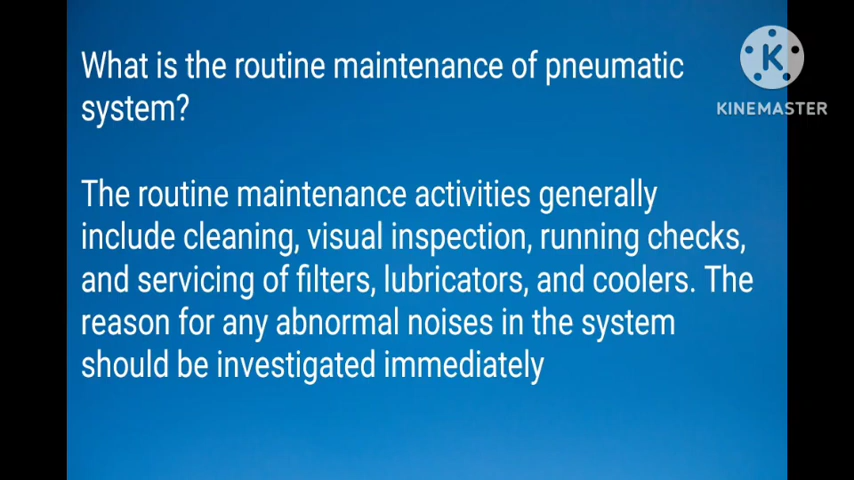 What is the routine maintenance of pneumatic
system?
KINEMASTER
The routine maintenance activities generally
include cleaning, visual inspection, running checks,
and servicing of filters, lubricators, and coolers. The
reason for any abnormal noises in the system
should be investigated immediately